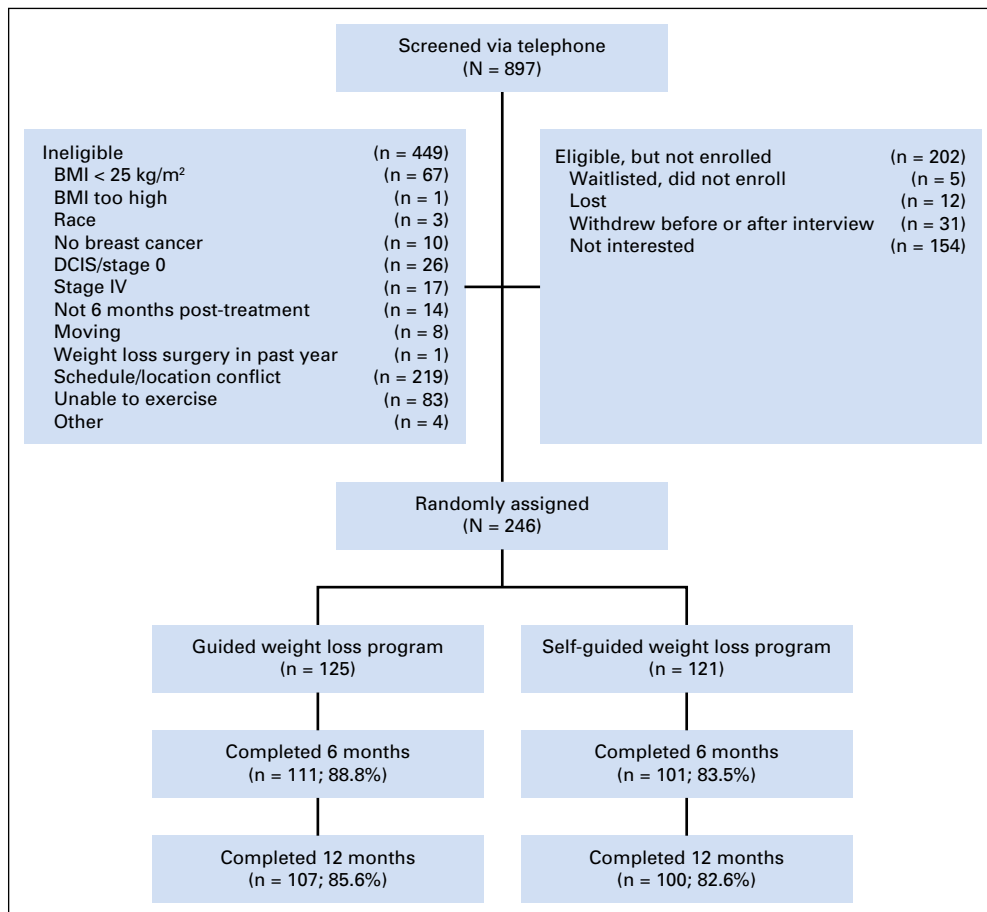 Screened via telephone
(N = 897)
Ineligible (n = 449)
BMI < 25 kg/m² (n = 67)
BMI too high (n = 1)
Race (n = 3)
No breast cancer (n = 10)
DCIS/stage 0 (n = 26)
Stage IV (n = 17)
Not 6 months post-treatment (n = 14)
Moving (n = 8)
Weight loss surgery in past year (n = 1)
Schedule/location conflict (n = 219)
Unable to exercise (n = 83)
Other (n = 4)
Eligible, but not enrolled (n = 202)
Waitlisted, did not enroll (n = 5)
Lost (n = 12)
Withdrew before or after interview (n = 31)
Not interested (n = 154)
Randomly assigned
(N = 246)
Guided weight loss program
(n = 125)
Self-guided weight loss program
(n = 121)
Completed 6 months
(n = 111; 88.8%)
Completed 6 months
(n = 101; 83.5%)
Completed 12 months
(n = 107; 85.6%)
Completed 12 months
(n = 100; 82.6%)